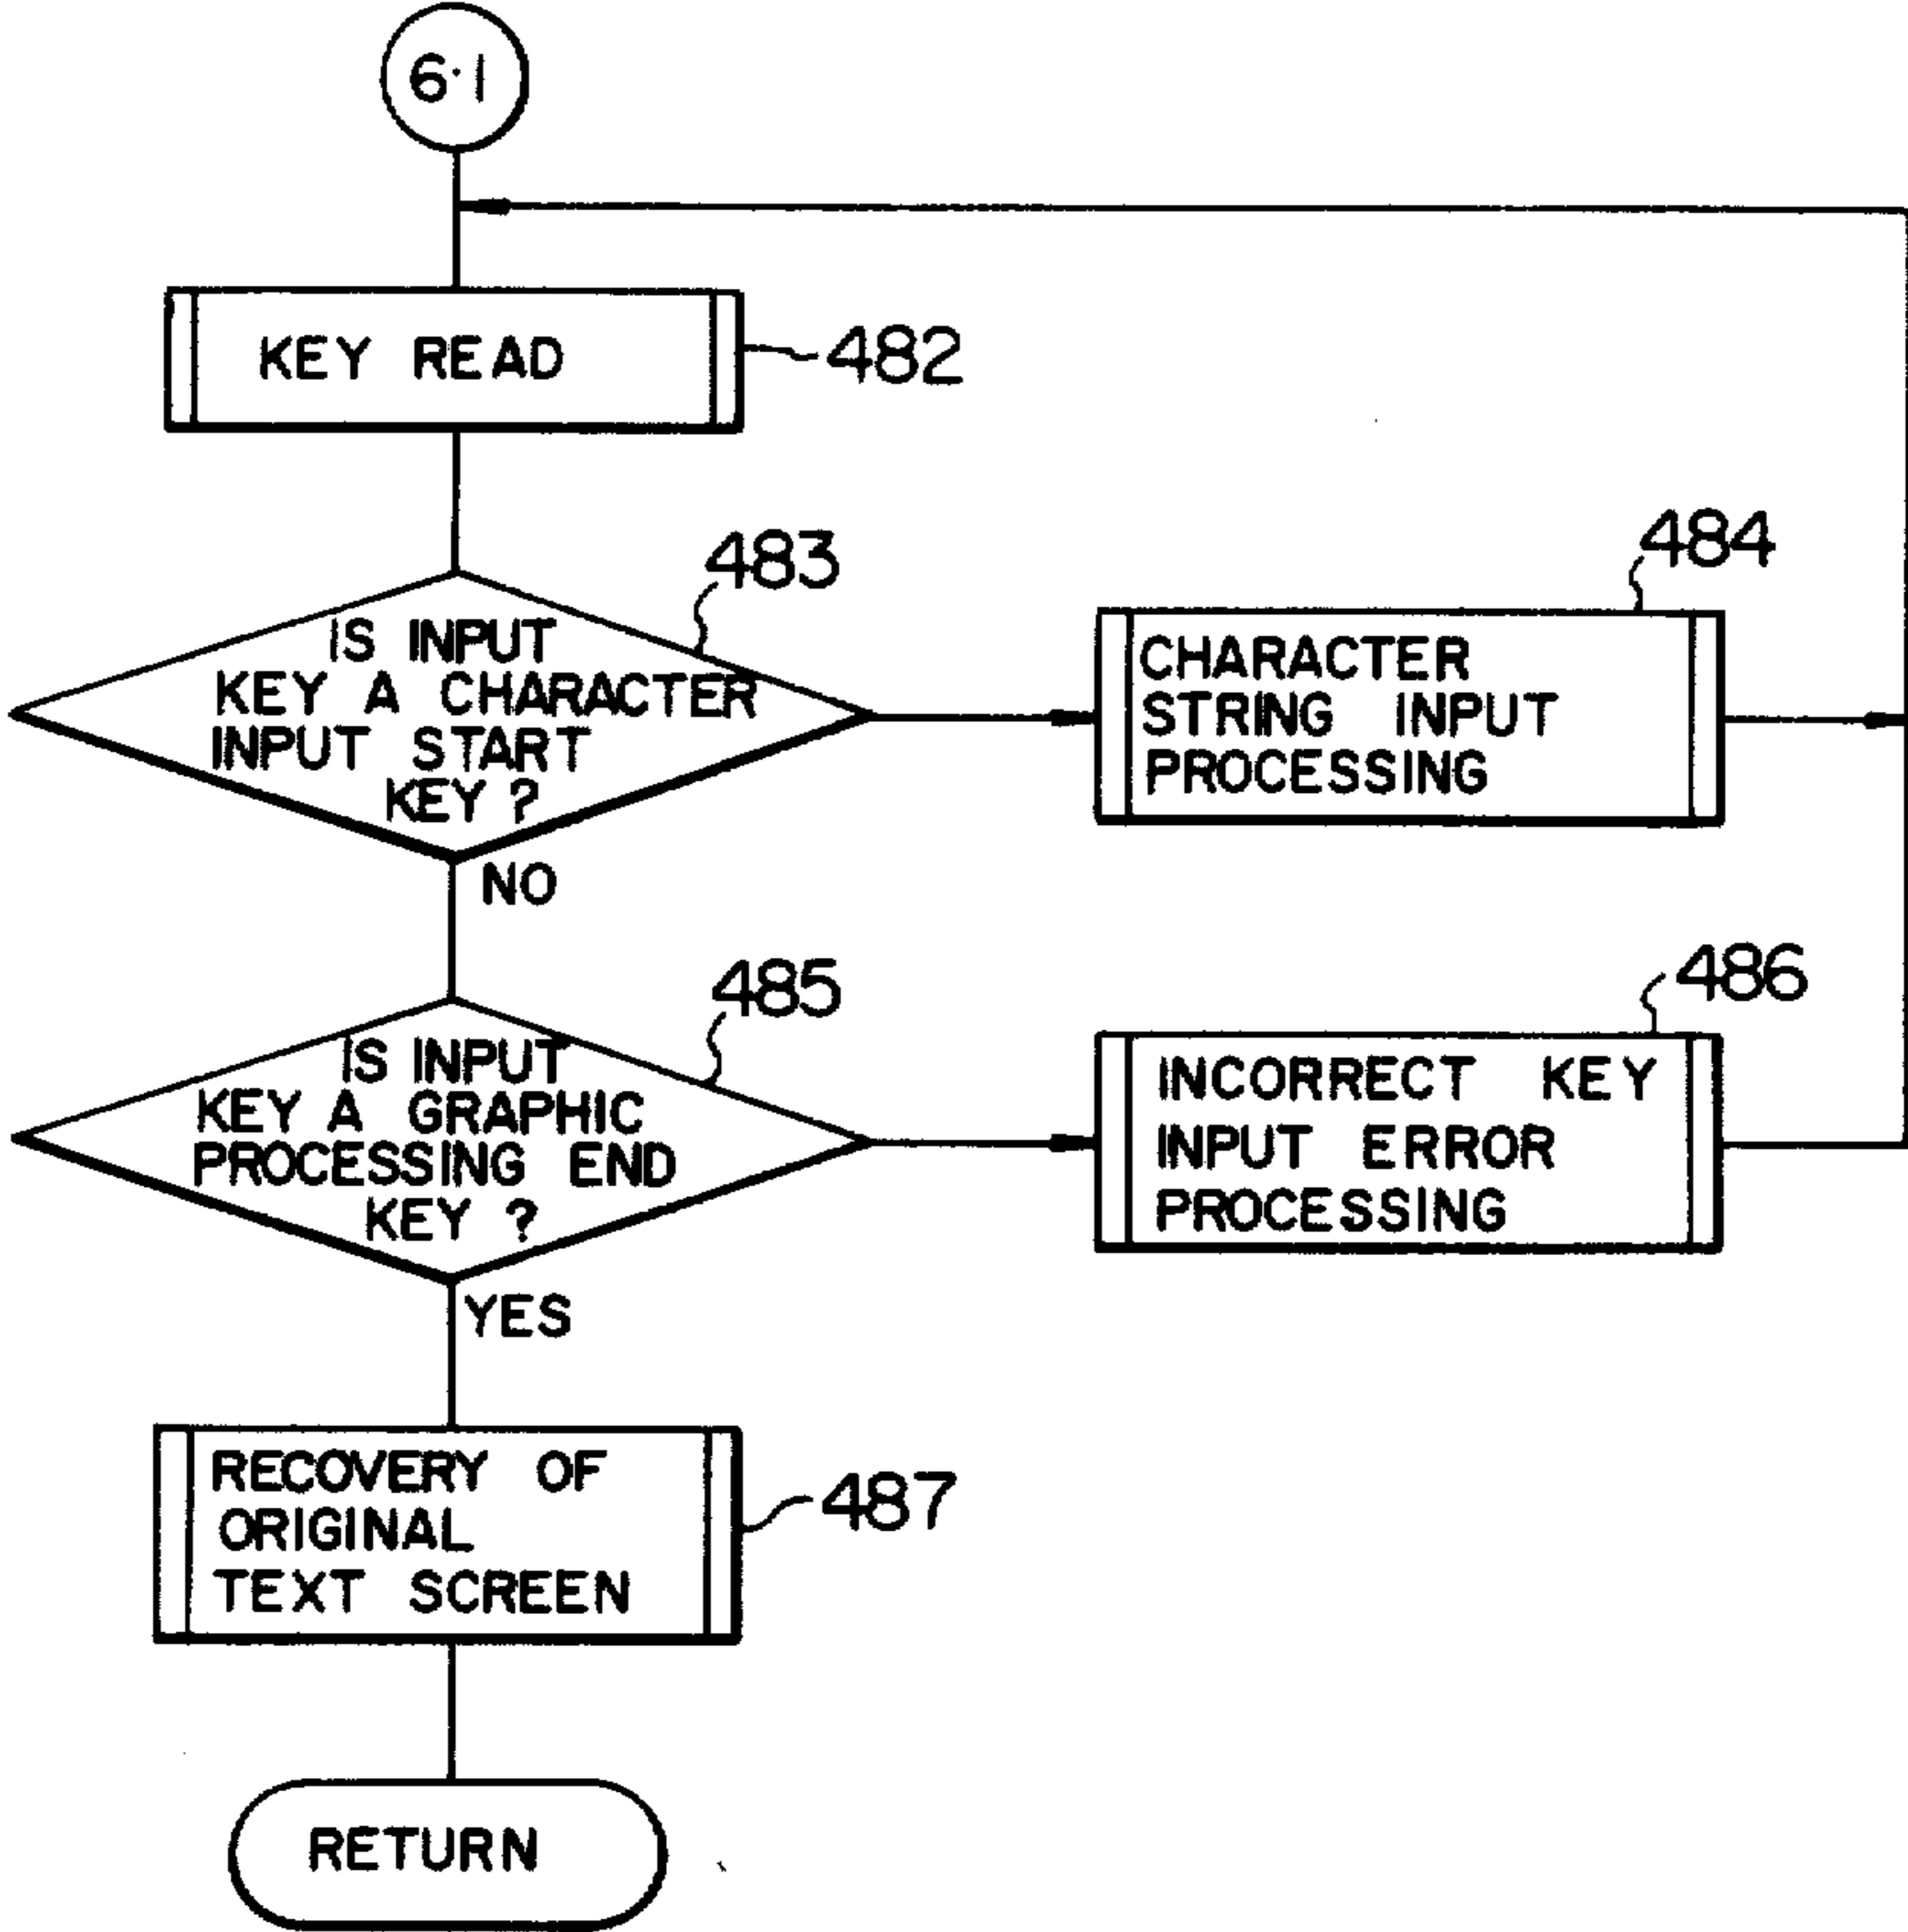 6·1
KEY READ
482
483
IS INPUT
KEY A CHARACTER
INPUT START
KEY ?
NO
484
CHARACTER
STRING INPUT
PROCESSING
485
IS INPUT
KEY A GRAPHIC
PROCESSING END
KEY ?
YES
486
INCORRECT KEY
INPUT ERROR
PROCESSING
RECOVERY OF
ORIGINAL
TEXT SCREEN
487
RETURN